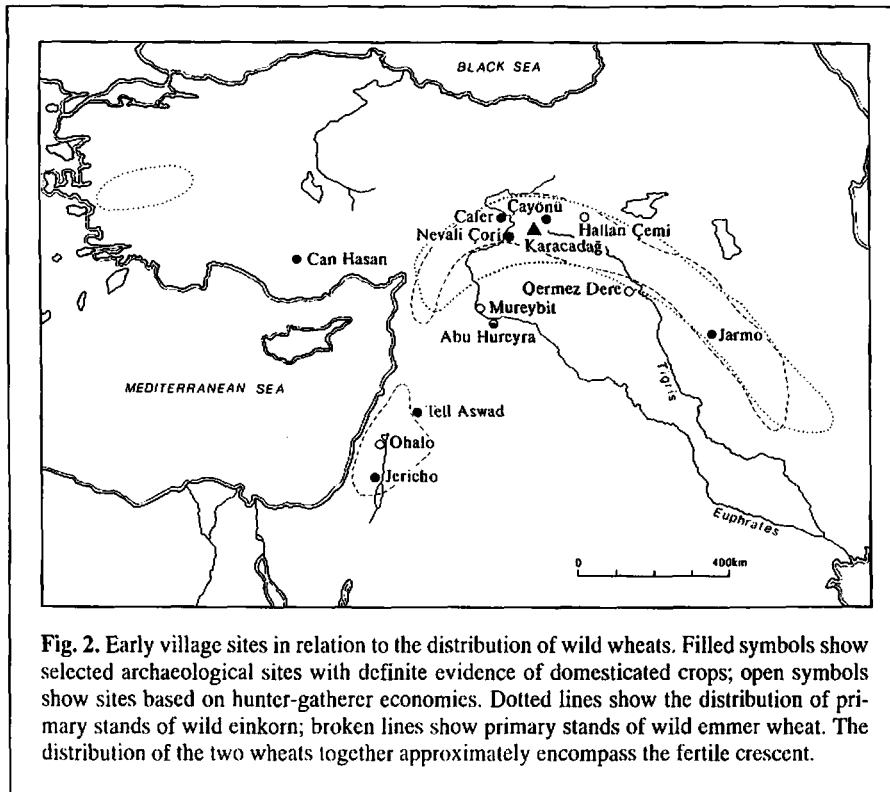 BLACK SEA
Çayönü
Cafer
Hallan Çemi
Nevali Çori
Karacadağ
Can Hasan
Qermez Dere
Mureybit
Abu Hureyra
Jarmo
MEDITERRANEAN SEA
Tigris
Tell Aswad
Ohalo
Jericho
Euphrates
0 400km
Fig. 2. Early village sites in relation to the distribution of wild wheats. Filled symbols show
selected archaeological sites with definite evidence of domesticated crops; open symbols
show sites based on hunter-gatherer economies. Dotted lines show the distribution of pri-
mary stands of wild einkorn; broken lines show primary stands of wild emmer wheat. The
distribution of the two wheats together approximately encompass the fertile crescent.